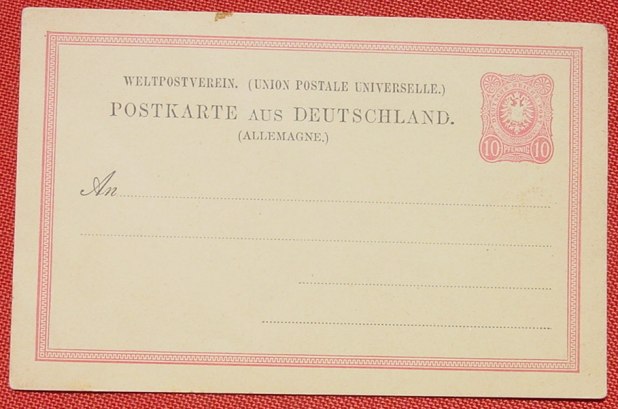 WELTPOSTVEREIN. (UNION POSTALE UNIVERSELLE.)
POSTKARTE AUS DEUTSCHLAND.
(ALLEMAGNE.)
10 PFENNIG 10
An